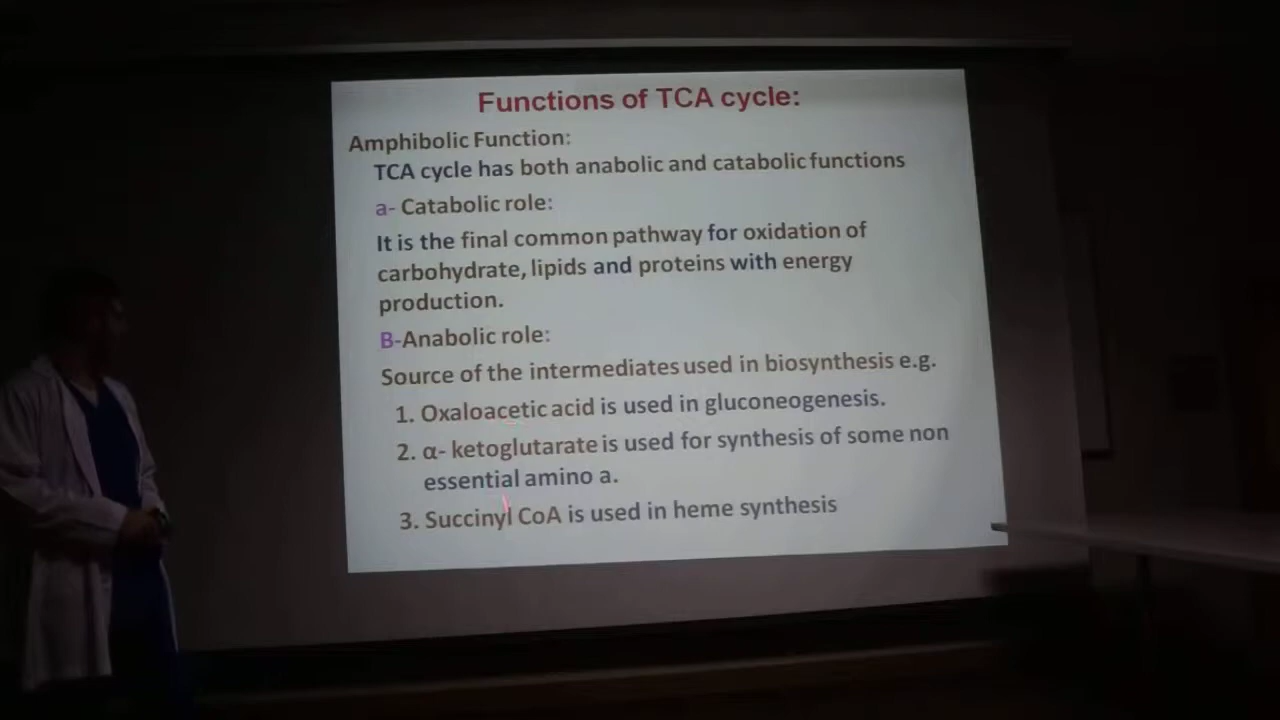 Functions of TCA cycle:
Amphibolic Function:
TCA cycle has both anabolic and catabolic functions
a- Catabolic role:
It is the final common pathway for oxidation of
carbohydrate, lipids and proteins with energy
production.
B-Anabolic role:
Source of the intermediates used in biosynthesis e.g.
1. Oxaloacetic acid is used in gluconeogenesis.
2. α- ketoglutarate is used for synthesis of some non
essential amino a.
3. Succinyl CoA is used in heme synthesis